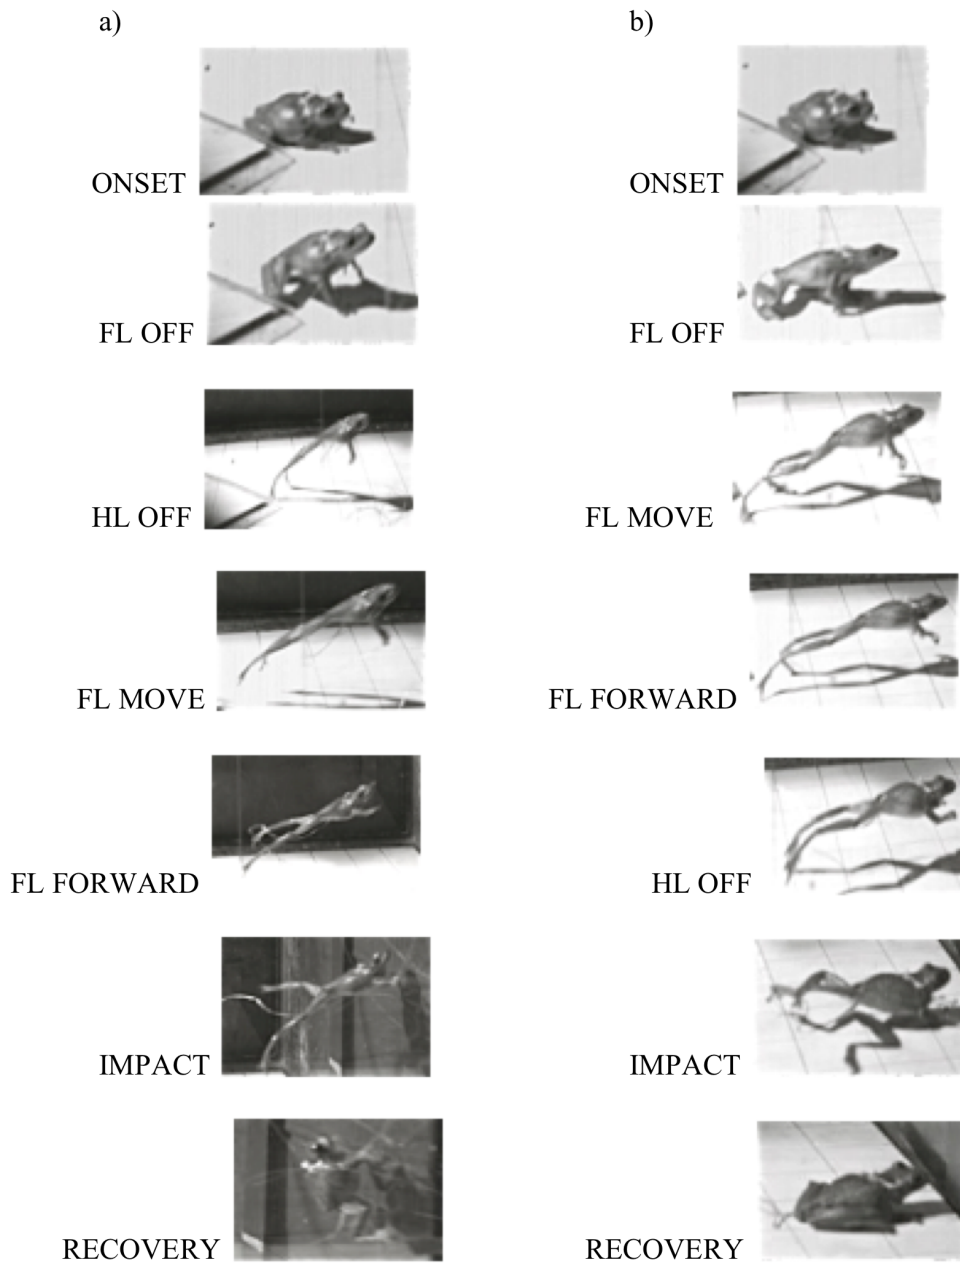 a)
ONSET
FL OFF
HL OFF
FL MOVE
FL FORWARD
IMPACT
RECOVERY
b)
ONSET
FL OFF
FL MOVE
FL FORWARD
HL OFF
IMPACT
RECOVERY